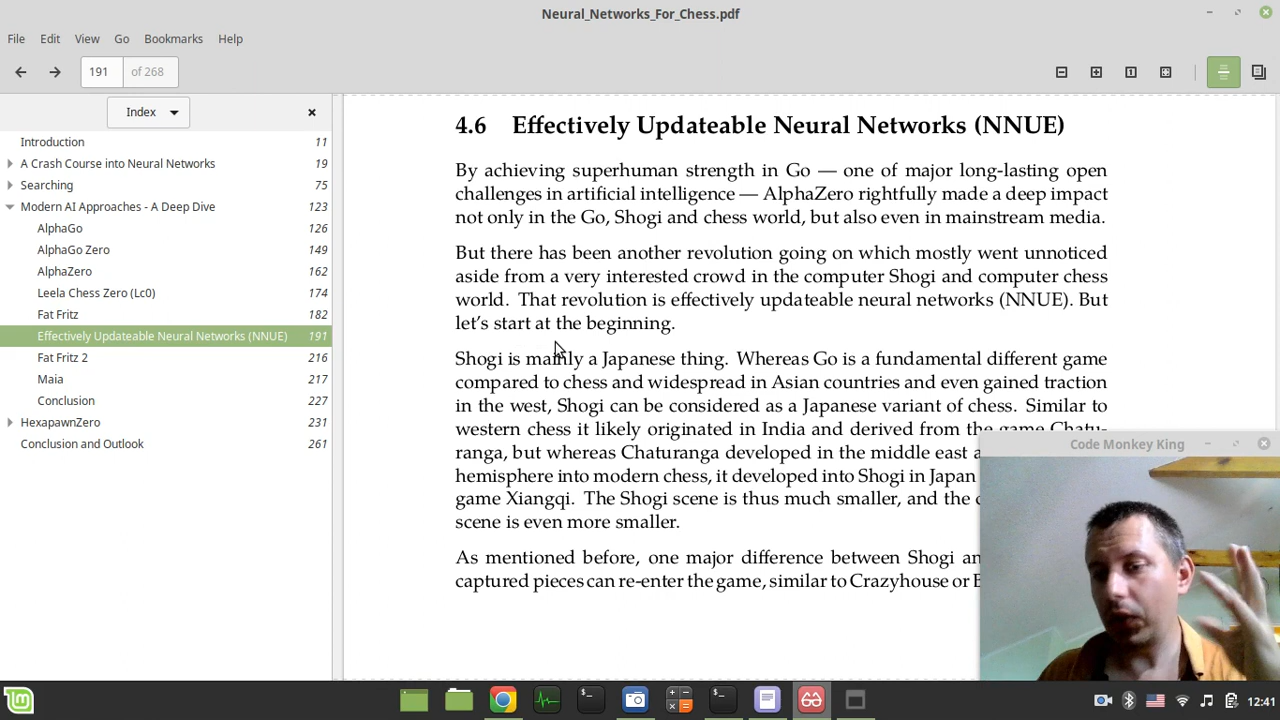 Neural_Networks_For_Chess.pdf
File Edit View Go Bookmarks Help
191 of 268
Index
Introduction 11
A Crash Course into Neural Networks 19
Searching 75
Modern AI Approaches - A Deep Dive 123
AlphaGo 126
AlphaGo Zero 149
AlphaZero 162
Leela Chess Zero (Lc0) 174
Fat Fritz 182
Effectively Updateable Neural Networks (NNUE) 191
Fat Fritz 2 216
Maia 217
Conclusion 227
HexapawnZero 231
Conclusion and Outlook 261
4.6 Effectively Updateable Neural Networks (NNUE)
By achieving superhuman strength in Go — one of major long-lasting open
challenges in artificial intelligence — AlphaZero rightfully made a deep impact
not only in the Go, Shogi and chess world, but also even in mainstream media.
But there has been another revolution going on which mostly went unnoticed
aside from a very interested crowd in the computer Shogi and computer chess
world. That revolution is effectively updateable neural networks (NNUE). But
let's start at the beginning.
Shogi is mainly a Japanese thing. Whereas Go is a fundamental different game
compared to chess and widespread in Asian countries and even gained traction
in the west, Shogi can be considered as a Japanese variant of chess. Similar to
western chess it likely originated in India and derived from the game Chatu-
ranga, but whereas Chaturanga developed in the middle east
hemisphere into modern chess, it developed into Shogi in Japan
game Xiangqi. The Shogi scene is thus much smaller, and the
scene is even more smaller.
As mentioned before, one major difference between Shogi
captured pieces can re-enter the game, similar to Crazyhouse or
Code Monkey King
12:41